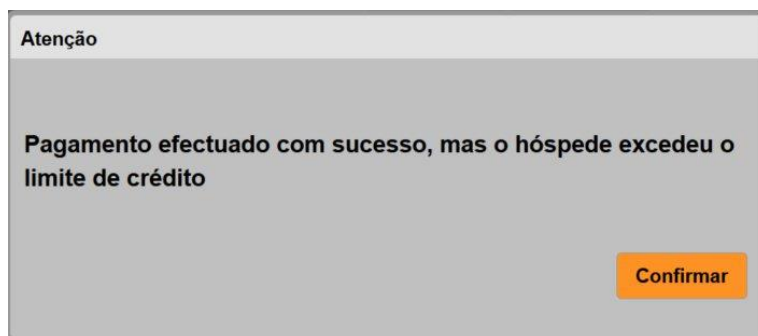 Atenção
Pagamento efectuado com sucesso, mas o hóspede excedeu o
limite de crédito
Confirmar